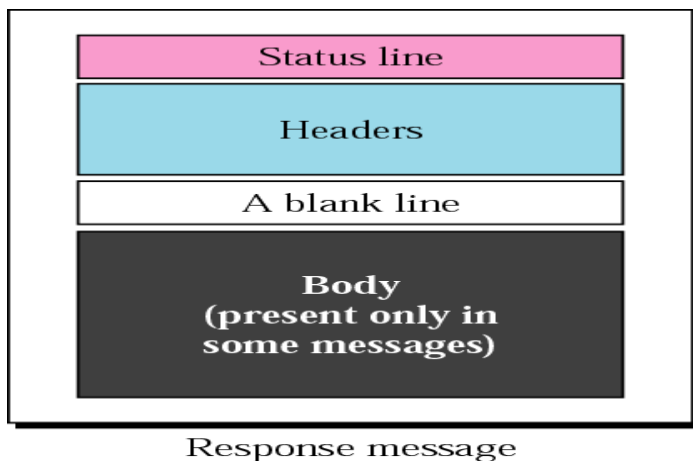 Status line
Headers
A blank line
Body
(present only in
some messages)
Response message